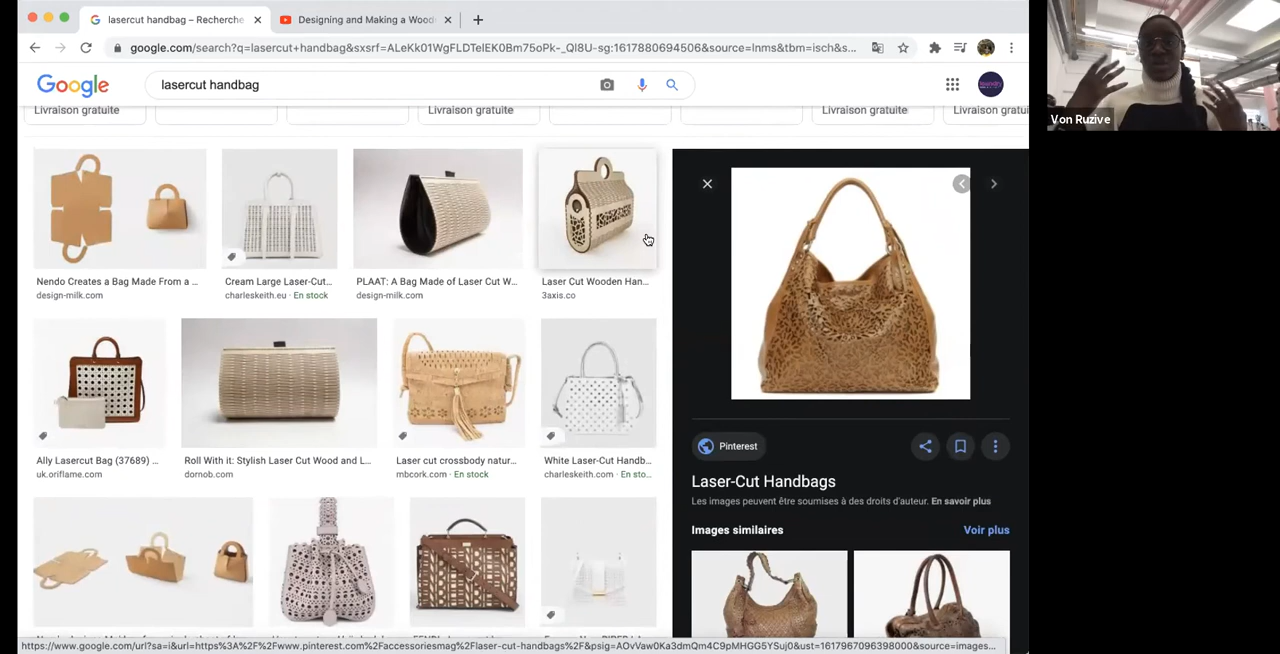 lasercut handbag – Recherche
Designing and Making a Wood
google.com/search?q=lasercut+handbag&sxsrf=ALeKk01WgFLDTelEK0Bm75oPk-_Ql8U-sg:1617880694506&source=lnms&tbm=isch&s...
Google
lasercut handbag
Livraison gratuite
Livraison gratuite
Livraison gratuite
Livraison gratu
Nendo Creates a Bag Made From a ...
design-milk.com
Cream Large Laser-Cut...
charleskeith.eu · En stock
PLAAT: A Bag Made of Laser Cut W...
design-milk.com
Laser Cut Wooden Han...
3axis.co
Ally Lasercut Bag (37689) ...
uk.oriflame.com
Roll With it: Stylish Laser Cut Wood and L...
dornob.com
Laser cut crossbody natur...
mbcork.com · En stock
White Laser-Cut Handb...
charleskeith.com · En sto...
Pinterest
Laser-Cut Handbags
Les images peuvent être soumises à des droits d'auteur. En savoir plus
Images similaires
Voir plus
https://www.google.com/url?sa=i&url=https%3A%2F%2Fwww.pinterest.com%2Faccessoriesmag%2Flaser-cut-handbags%2F&psig=AOvVaw0Ka3dmQm4C9pMHGG5YSuj0&ust=1617967096398000&source=images...
Von Ruzive